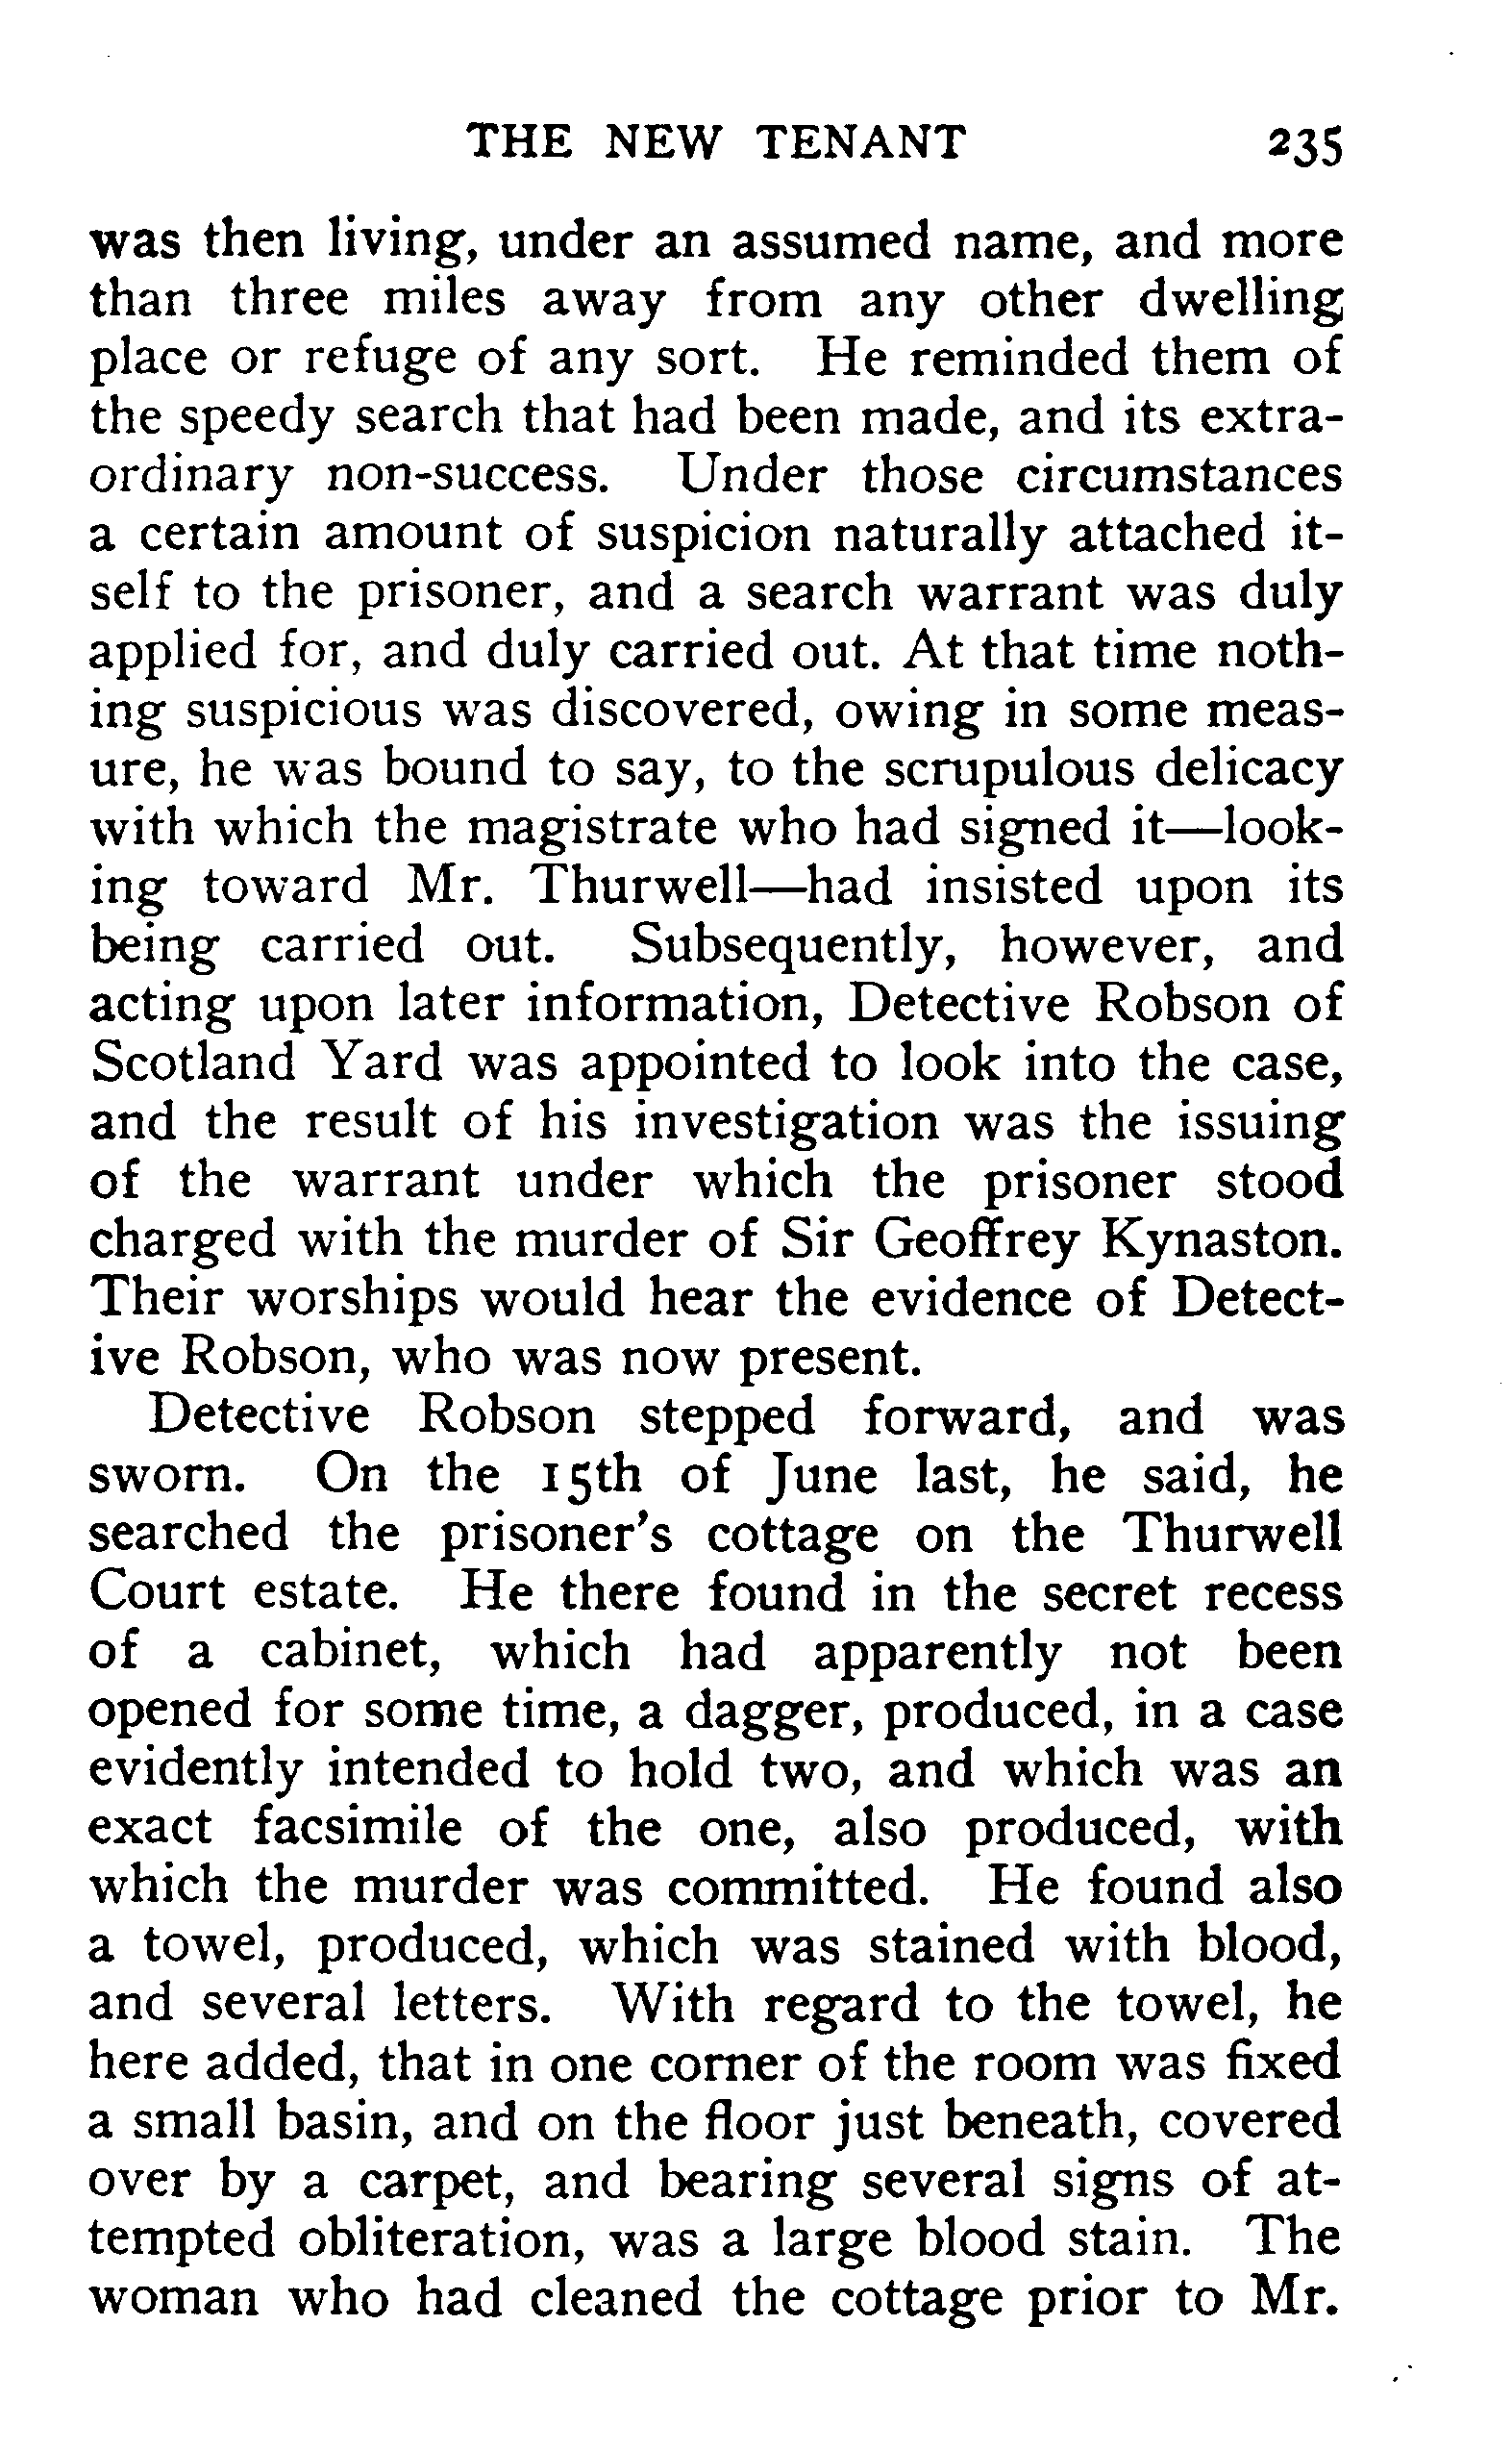 THE NEW TENANT 235
was then living, under an assumed name, and more
than three miles away from any other dwelling
place or refuge of any sort. He reminded them of
the speedy search that had been made, and its extra-
ordinary non-success. Under those circumstances
a certain amount of suspicion naturally attached it-
self to the prisoner, and a search warrant was duly
applied for, and duly carried out. At that time noth-
ing suspicious was discovered, owing in some meas-
ure, he was bound to say, to the scrupulous delicacy
with which the magistrate who had signed it—look-
ing toward Mr. Thurwell—had insisted upon its
being carried out. Subsequently, however, and
acting upon later information, Detective Robson of
Scotland Yard was appointed to look into the case,
and the result of his investigation was the issuing
of the warrant under which the prisoner stood
charged with the murder of Sir Geoffrey Kynaston.
Their worships would hear the evidence of Detect-
ive Robson, who was now present.
Detective Robson stepped forward, and was
sworn. On the 15th of June last, he said, he
searched the prisoner's cottage on the Thurwell
Court estate. He there found in the secret recess
of a cabinet, which had apparently not been
opened for some time, a dagger, produced, in a case
evidently intended to hold two, and which was an
exact facsimile of the one, also produced, with
which the murder was committed. He found also
a towel, produced, which was stained with blood,
and several letters. With regard to the towel, he
here added, that in one corner of the room was fixed
a small basin, and on the floor just beneath, covered
over by a carpet, and bearing several signs of at-
tempted obliteration, was a large blood stain. The
woman who had cleaned the cottage prior to Mr.